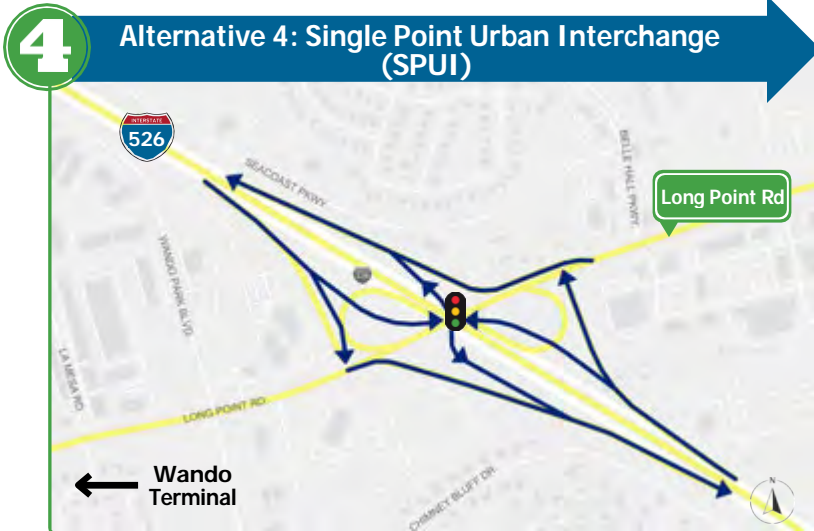 4
Alternative 4: Single Point Urban Interchange
(SPUI)
INTERSTATE
526
SEACOAST PKWY
BELLE HALL PKWY
Long Point Rd
WANDO PARK BLVD
LA MESA RD
LONG POINT RD
Wando
Terminal
CHIMNEY BLUFF DR
N